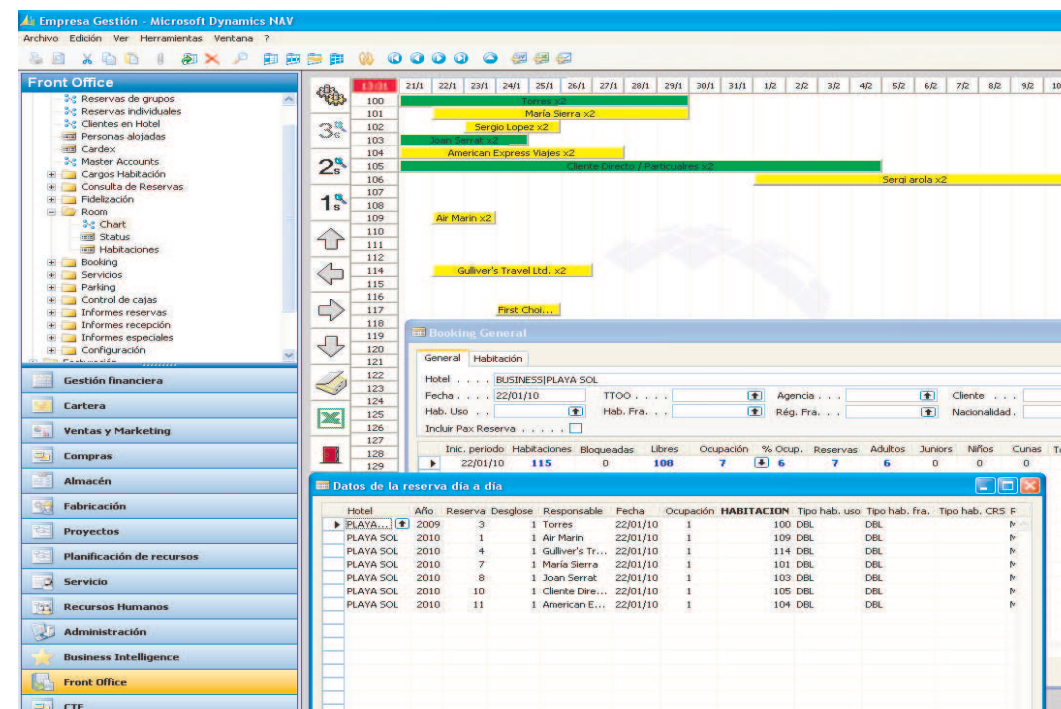 Empresa Gestión - Microsoft Dynamics NAV
Archivo Edición Ver Herramientas Ventana ?
Front Office
Reservas de grupos
Reservas individuales
Clientes en Hotel
Personas alojadas
Cardex
Master Accounts
Cargos Habitación
Consulta de Reservas
Fidelización
Room
Chart
Status
Habitaciones
Booking
Servicios
Parking
Control de cajas
Informes reservas
Informes recepción
Informes especiales
Configuración
Gestión financiera
Cartera
Ventas y Marketing
Compras
Almacén
Fabricación
Proyectos
Planificación de recursos
Servicio
Recursos Humanos
Administración
Business Intelligence
Front Office
3s
2s
1s
21/1 22/1 23/1 24/1 25/1 26/1 27/1 28/1 29/1 30/1 31/1 1/2 2/2 3/2 4/2 5/2 6/2 7/2 8/2 9/2 10
100 Torres x2
101 María Sierra x2
102 Sergio Lopez x2
103 Joan Serrat x2
104 American Express Viajes x2
105 Cliente Directo / Particualres x2
106 Sergi arola x2
107
108
109 Air Marin x2
110
111
112
114 Gulliver's Travel Ltd. x2
115
116
117 First Choi...
118
119
120
121
122
123
124
125
126
127
128
129
Booking General
General Habitación
Hotel . . . . BUSINESS|PLAYA SOL
Fecha . . . . 22/01/10 TTOO . . . . Agencia . . . Cliente . . .
Hab. Uso . . Hab. Fra. . . Rég. Fra. . . Nacionalidad .
Incluir Pax Reserva . . . . .
Inic. periodo Habitaciones Bloqueadas Libres Ocupación % Ocup. Reservas Adultos Juniors Niños Cunas
22/01/10 115 0 108 7 6 7 6 0 0 0
Datos de la reserva día a día
Hotel Año Reserva Desglose Responsable Fecha Ocupación HABITACION Tipo hab. uso Tipo hab. fra. Tipo hab. CRS
PLAYA... 2009 3 1 Torres 22/01/10 1 100 DBL DBL
PLAYA SOL 2010 1 1 Air Marin 22/01/10 1 109 DBL DBL
PLAYA SOL 2010 4 1 Gulliver's Tr... 22/01/10 1 114 DBL DBL
PLAYA SOL 2010 7 1 María Sierra 22/01/10 1 101 DBL DBL
PLAYA SOL 2010 8 1 Joan Serrat 22/01/10 1 103 DBL DBL
PLAYA SOL 2010 10 1 Cliente Dire... 22/01/10 1 105 DBL DBL
PLAYA SOL 2010 11 1 American E... 22/01/10 1 104 DBL DBL